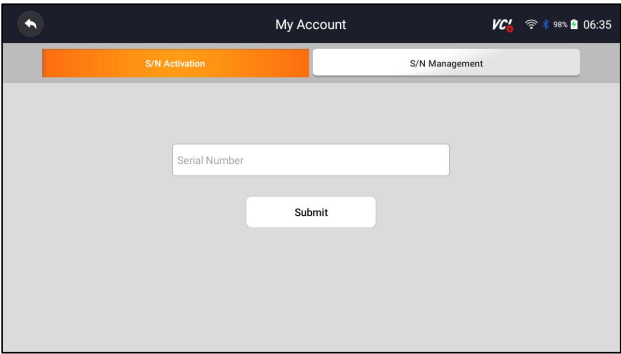 My Account VCI 98% 06:35
S/N Activation S/N Management
Serial Number
Submit